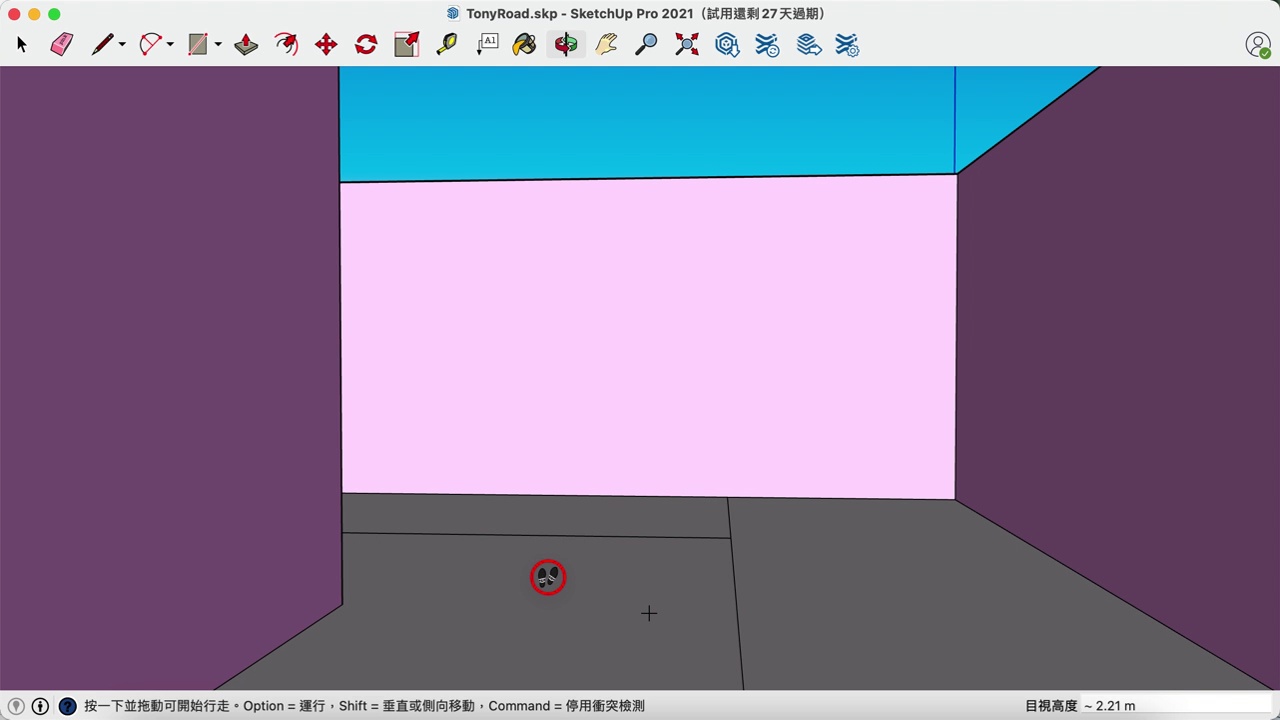 TonyRoad.skp - SketchUp Pro 2021（試用還剩 27 天過期）
A1
按一下並拖動可開始行走。Option = 運行，Shift = 垂直或側向移動，Command = 停用衝突檢測
目視高度 ~ 2.21 m